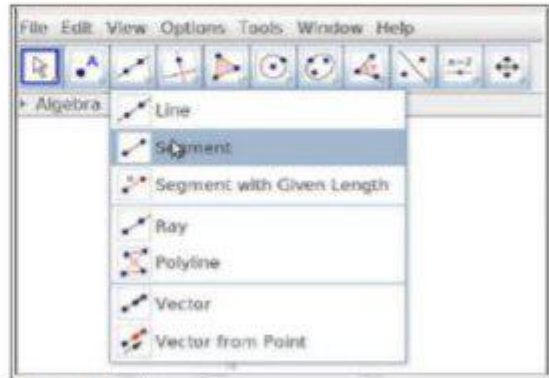 File Edit View Options Tools Window Help
A
a=2
Algebra
Line
Segment
Segment with Given Length
Ray
Polyline
Vector
Vector from Point